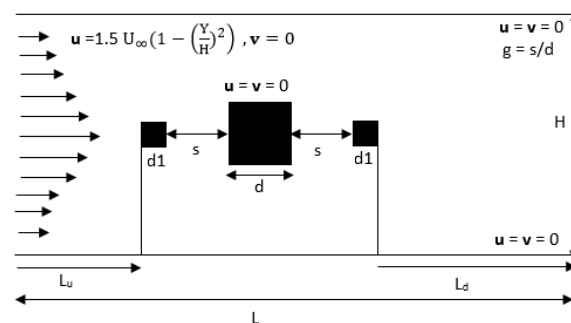 u =1.5 U∞(1 − (Y/H)²) , v = 0
u = v = 0
g = s/d
u = v = 0
H
s
s
d1
d1
d
u = v = 0
Lu
Ld
L